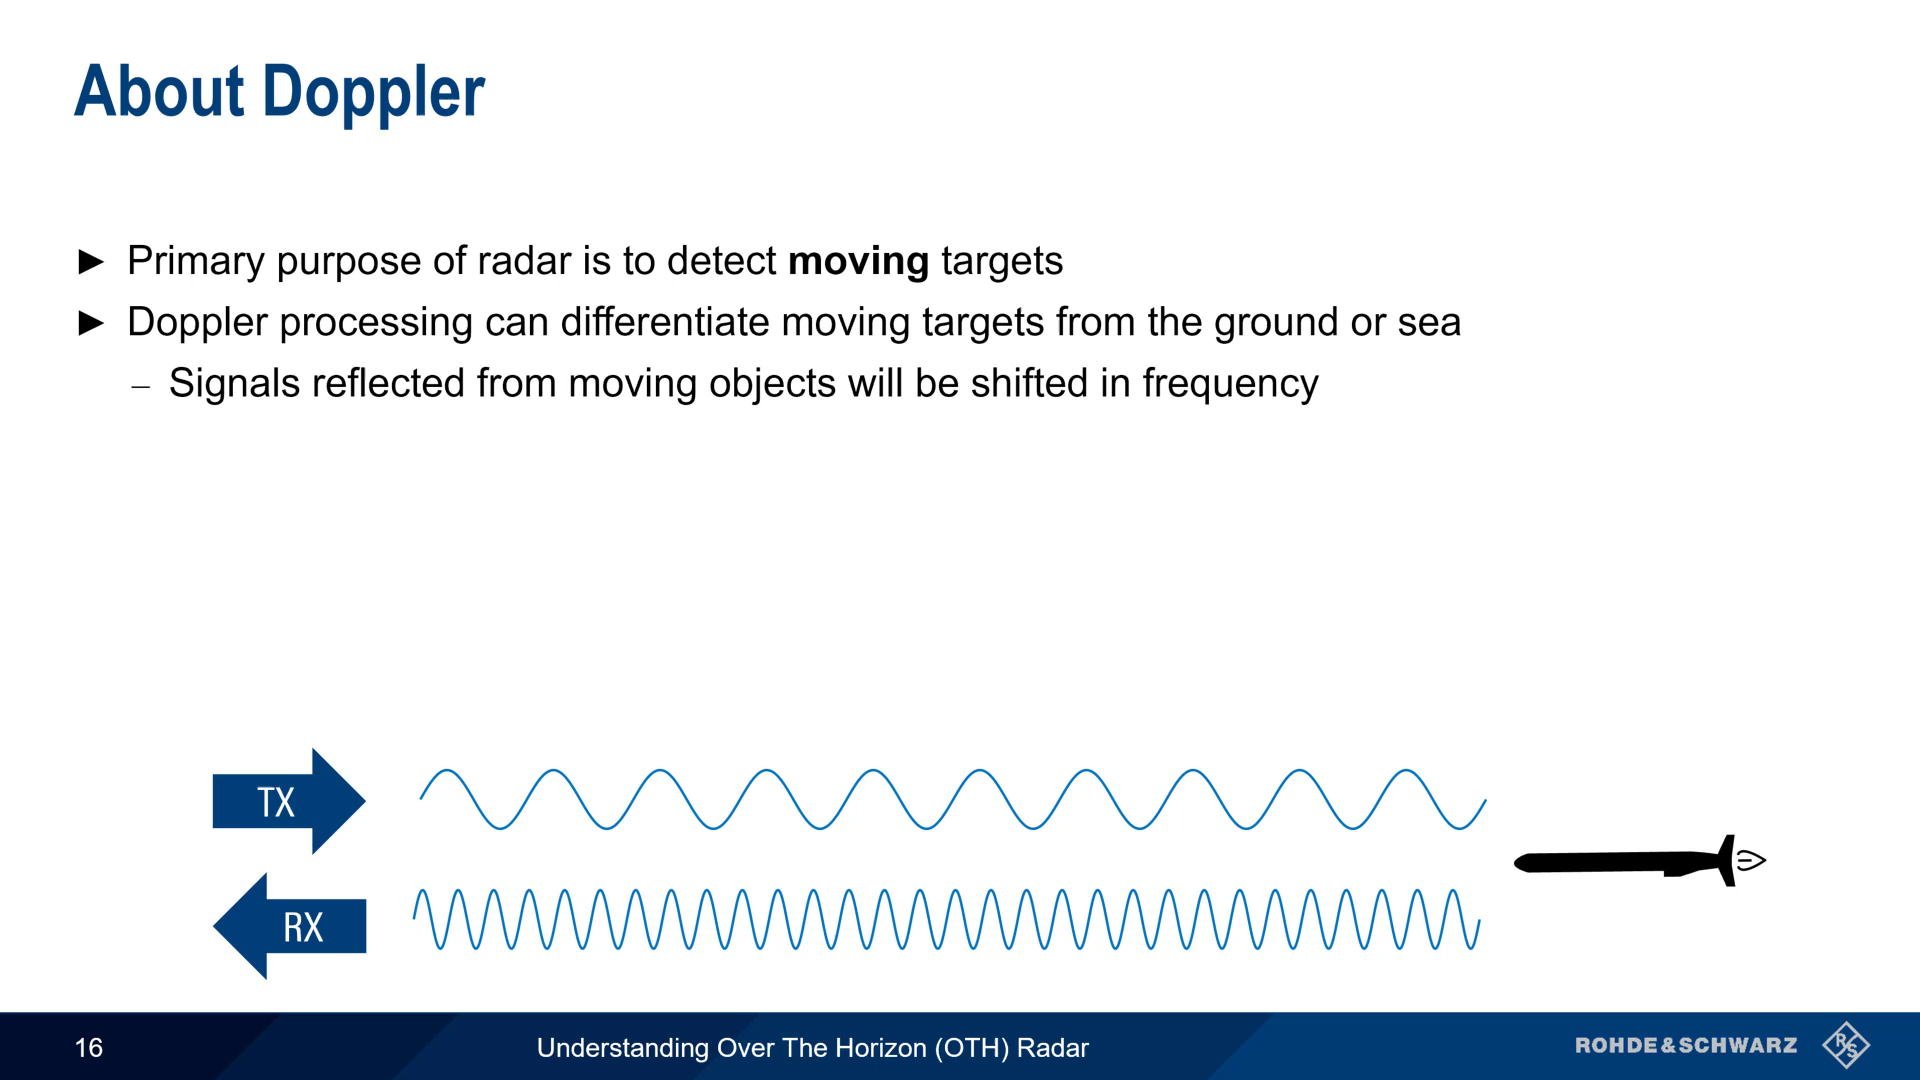 About Doppler
► Primary purpose of radar is to detect moving targets
► Doppler processing can differentiate moving targets from the ground or sea
– Signals reflected from moving objects will be shifted in frequency
TX
RX
16
Understanding Over The Horizon (OTH) Radar
ROHDE&SCHWARZ
R&S